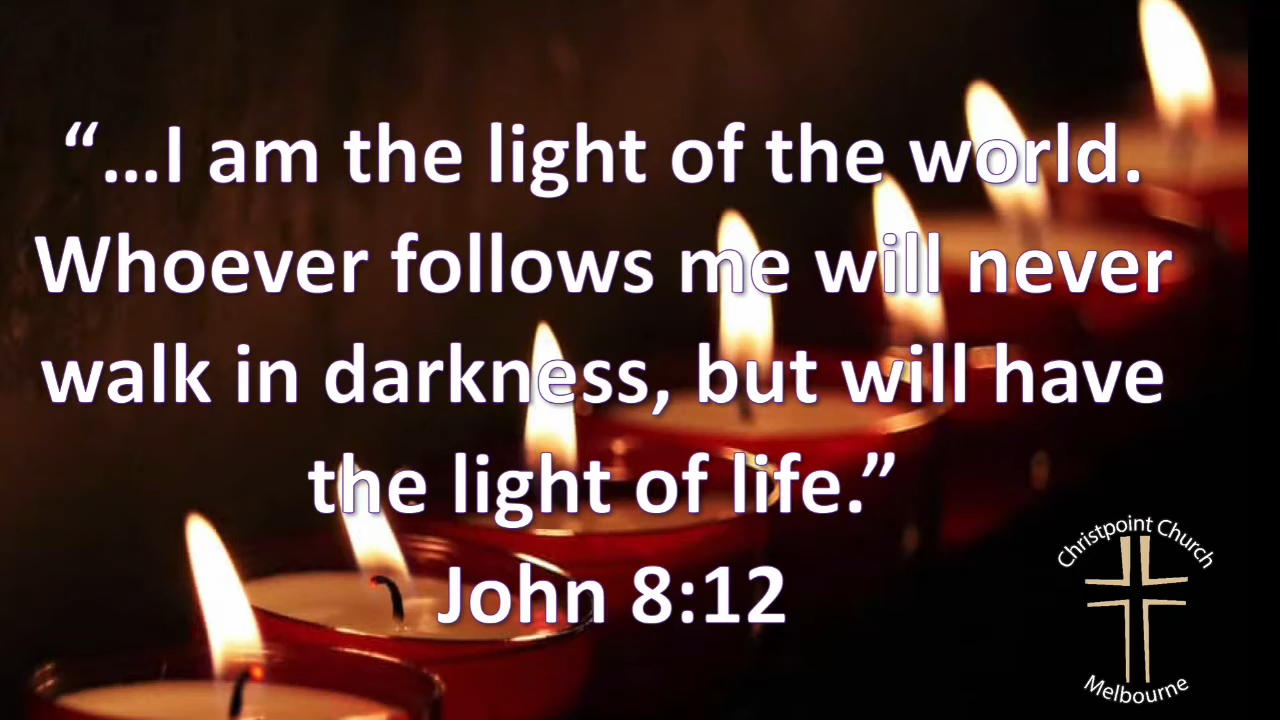 “...I am the light of the world.
Whoever follows me will never
walk in darkness, but will have
the light of life.”
John 8:12
Christpoint Church
Melbourne